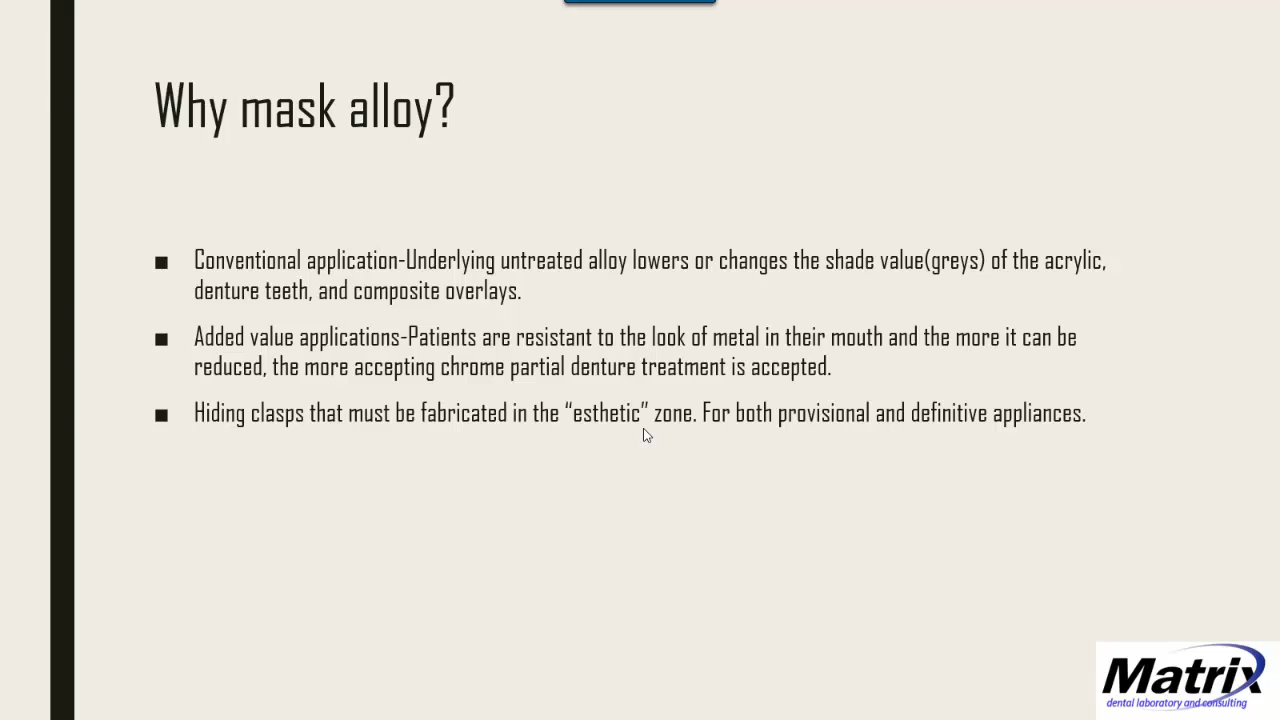 Why mask alloy?
■ Conventional application-Underlying untreated alloy lowers or changes the shade value(greys) of the acrylic,
denture teeth, and composite overlays.
■ Added value applications-Patients are resistant to the look of metal in their mouth and the more it can be
reduced, the more accepting chrome partial denture treatment is accepted.
■ Hiding clasps that must be fabricated in the “esthetic” zone. For both provisional and definitive appliances.
Matrix
dental laboratory and consulting